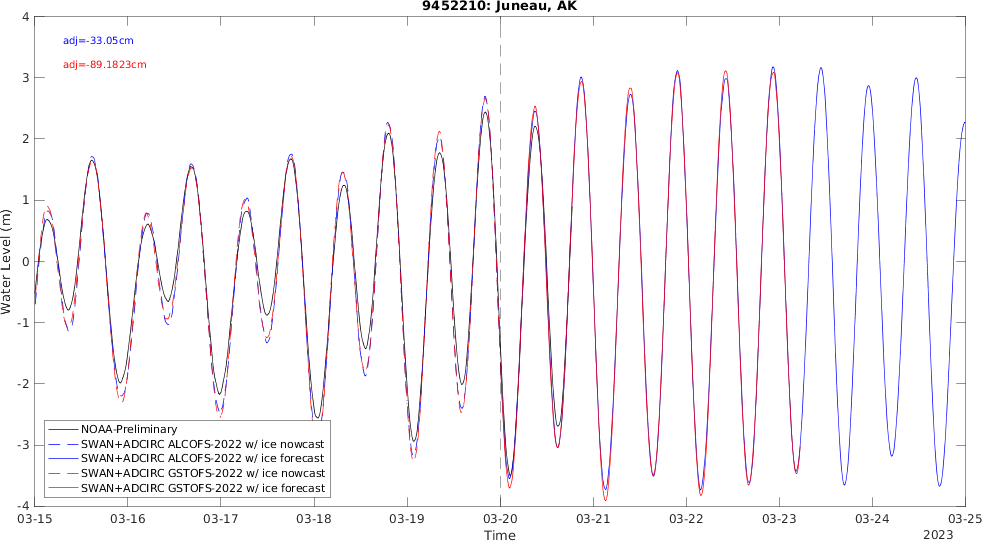 9452210: Juneau, AK
adj=-33.05cm
adj=-89.1823cm
Water Level (m)
4
3
2
1
0
-1
-2
-3
-4
NOAA-Preliminary
SWAN+ADCIRC ALCOFS-2022 w/ ice nowcast
SWAN+ADCIRC ALCOFS-2022 w/ ice forecast
SWAN+ADCIRC GSTOFS-2022 w/ ice nowcast
SWAN+ADCIRC GSTOFS-2022 w/ ice forecast
03-15 03-16 03-17 03-18 03-19 03-20 03-21 03-22 03-23 03-24 03-25
Time
2023